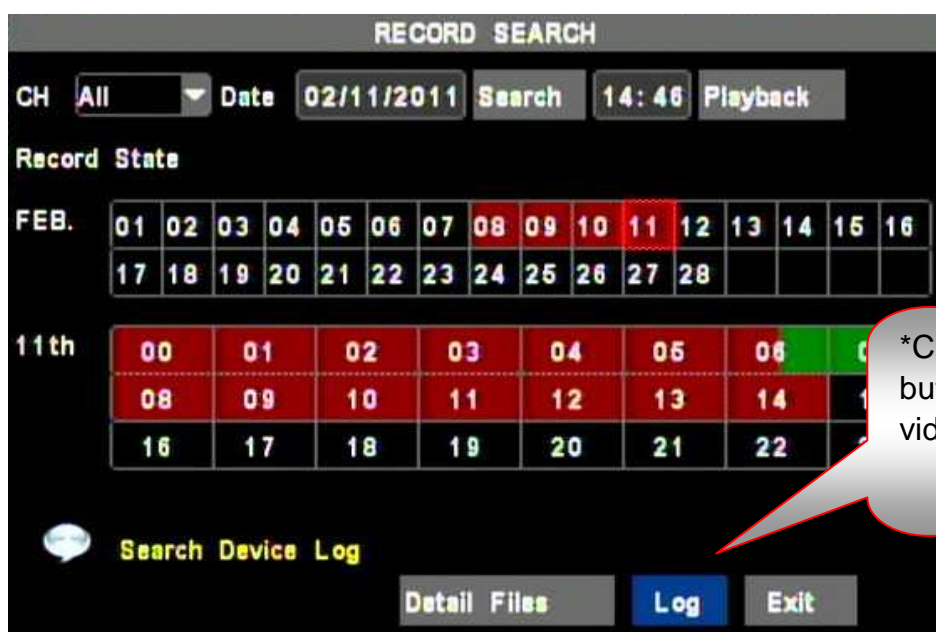 RECORD SEARCH
CH All Date 02/11/2011 Search 14:46 Playback
Record State
FEB. 01 02 03 04 05 06 07 08 09 10 11 12 13 14 15 16
17 18 19 20 21 22 23 24 25 26 27 28
11th 00 01 02 03 04 05 06
08 09 10 11 12 13 14
16 17 18 19 20 21 22
Search Device Log
Detail Files Log Exit